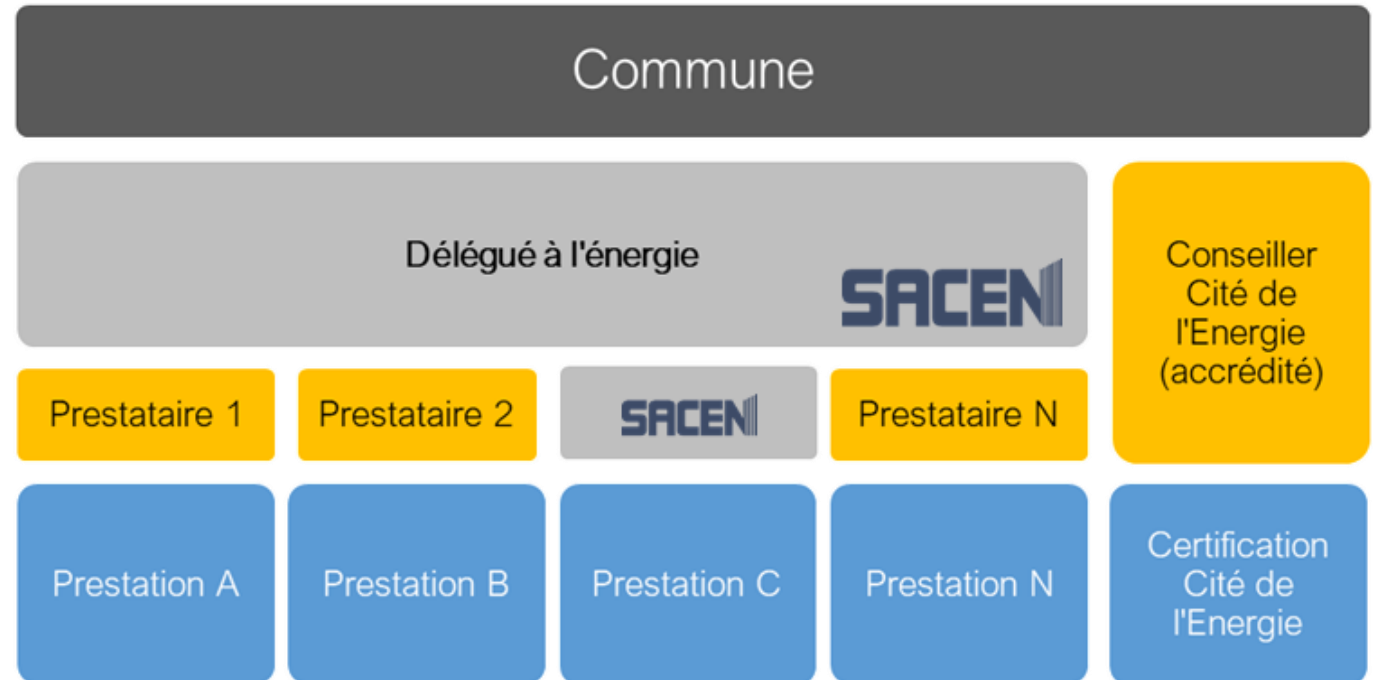 Commune
Délégué à l'énergie
SACEN
Conseiller
Cité de
l'Energie
(accrédité)
Prestataire 1
Prestataire 2
SACEN
Prestataire N
Prestation A
Prestation B
Prestation C
Prestation N
Certification
Cité de
l'Energie